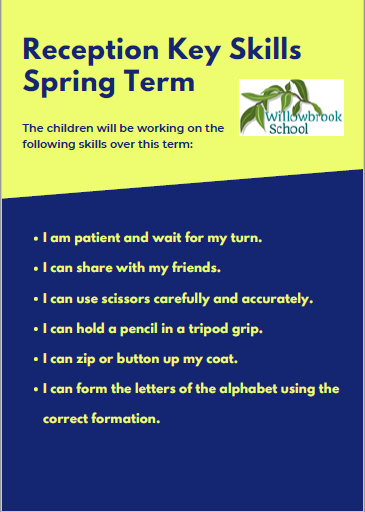 Reception Key Skills
Spring Term
Willowbrook
School
The children will be working on the
following skills over this term:
• I am patient and wait for my turn.
• I can share with my friends.
• I can use scissors carefully and accurately.
• I can hold a pencil in a tripod grip.
• I can zip or button up my coat.
• I can form the letters of the alphabet using the
correct formation.